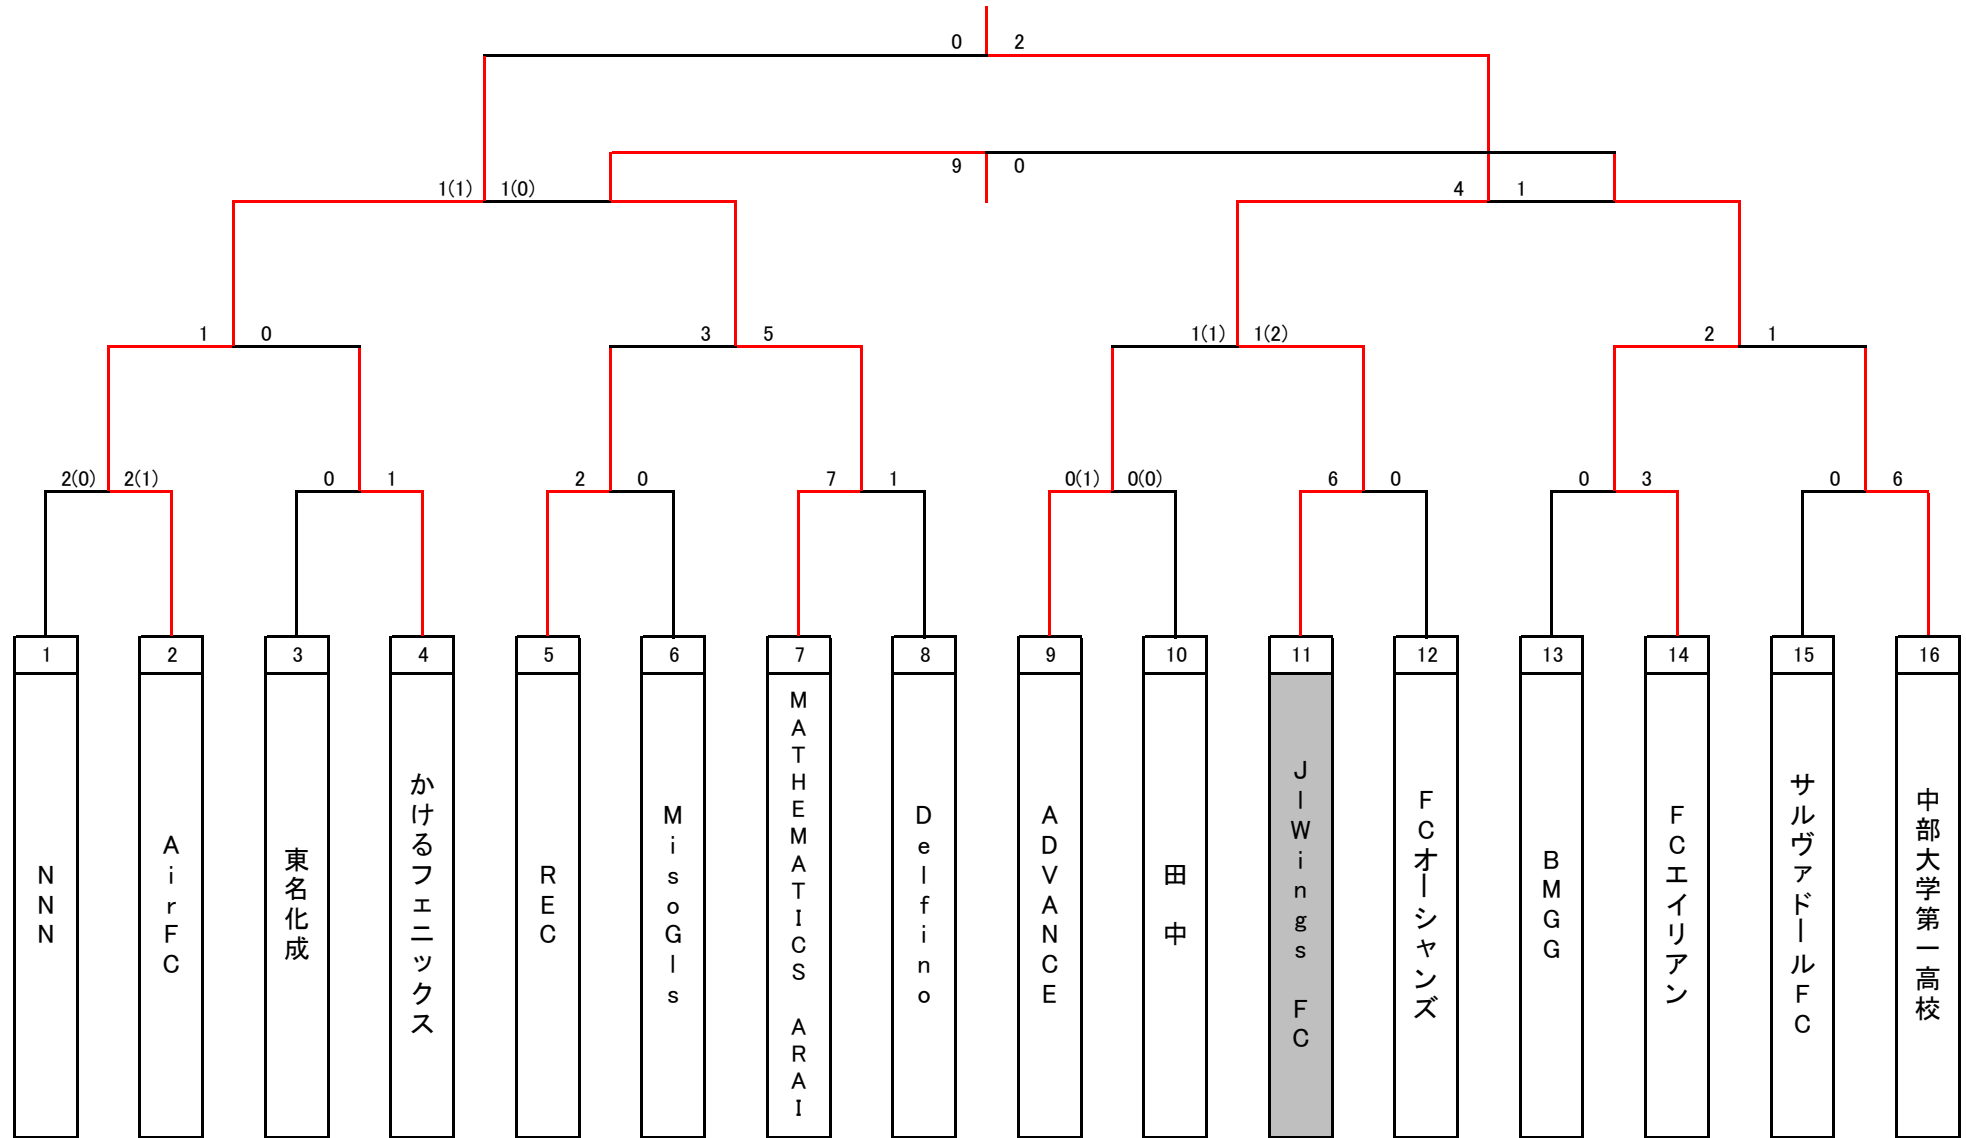 0 2
9 0
1(1) 1(0) 4 1
1 0 3 5 1(1) 1(2) 2 1
2(0) 2(1) 0 1 2 0 7 1 0(1) 0(0) 6 0 0 3 0 6
1 2 3 4 5 6 7 8 9 10 11 12 13 14 15 16
NNN
AirFC
東名化成
かけるフェニックス
REC
MisoGls
MATHEMATICS ARAI
Delfino
ADVANCE
田 中
JIWings FC
FCオーシャンズ
BMGG
FCエイリアン
サルヴァドールFC
中部大学第一高校